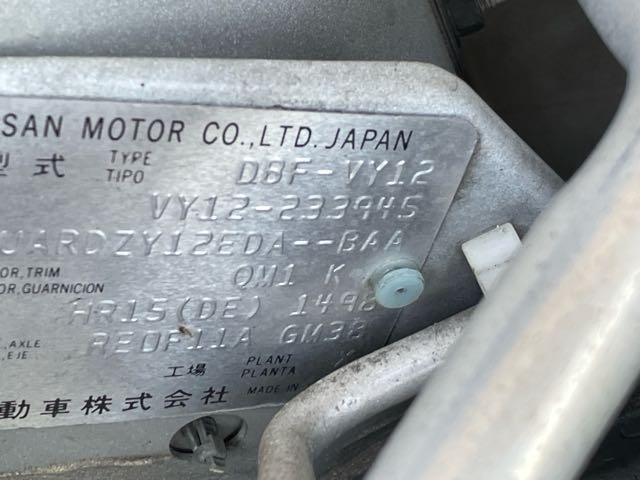 SAN MOTOR CO.,LTD. JAPAN
型式 TYPE TIPO DBF-VY12
VY12-233945
UARDZY12EDA--BAA
OR,TRIM
OR,GUARNICION QM1 K
HR15(DE) 1498
,AXLE
,EJE RE0F11A GM38
工場 PLANT PLANTA
動車株式会社 MADE IN